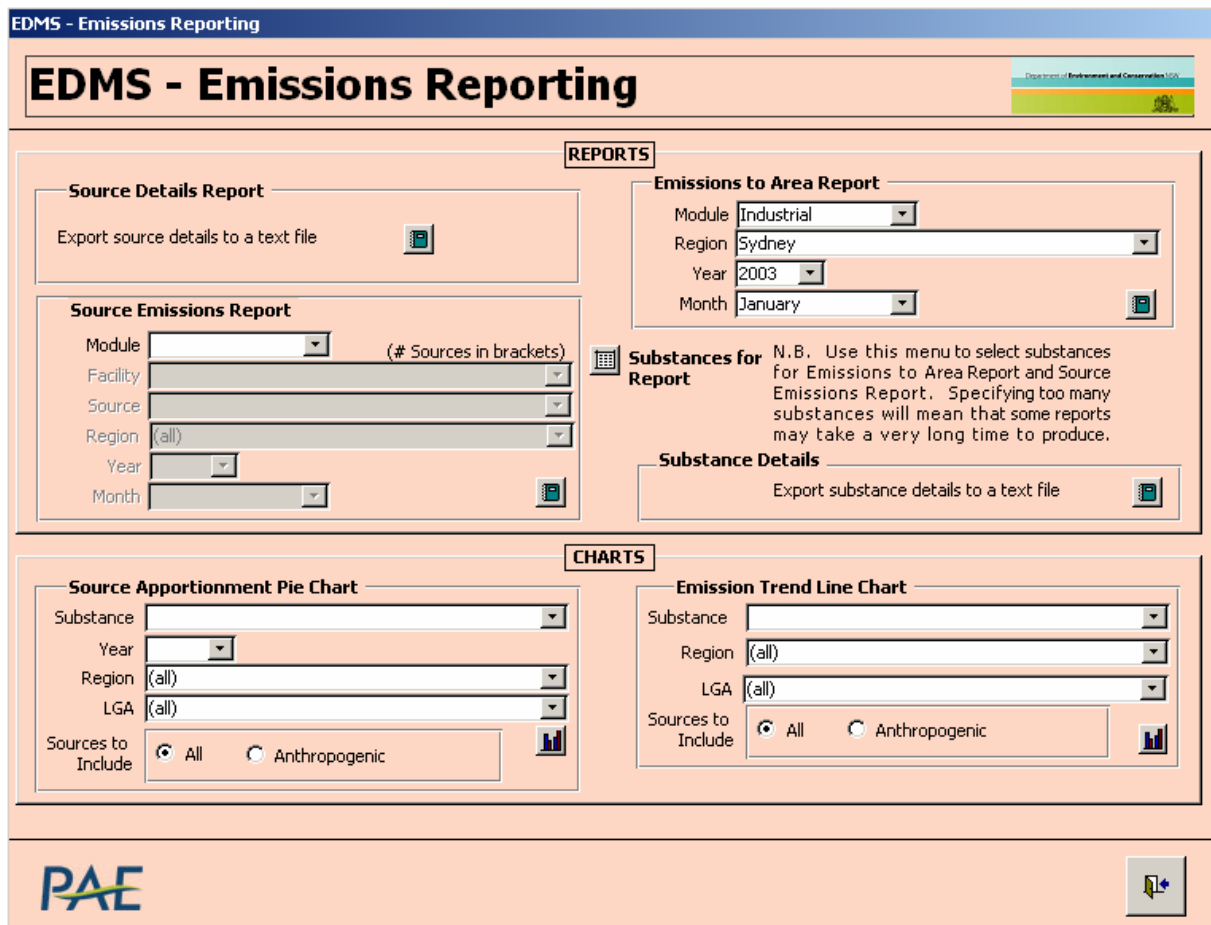 EDMS - Emissions Reporting
EDMS - Emissions Reporting
Department of Environment and Conservation NSW
REPORTS
Source Details Report
Export source details to a text file
Source Emissions Report
Module
(# Sources in brackets)
Facility
Source
Region (all)
Year
Month
Emissions to Area Report
Module Industrial
Region Sydney
Year 2003
Month January
Substances for
Report
N.B. Use this menu to select substances
for Emissions to Area Report and Source
Emissions Report. Specifying too many
substances will mean that some reports
may take a very long time to produce.
Substance Details
Export substance details to a text file
CHARTS
Source Apportionment Pie Chart
Substance
Year
Region (all)
LGA (all)
Sources to
Include
All Anthropogenic
Emission Trend Line Chart
Substance
Region (all)
LGA (all)
Sources to
Include
All Anthropogenic
PAE